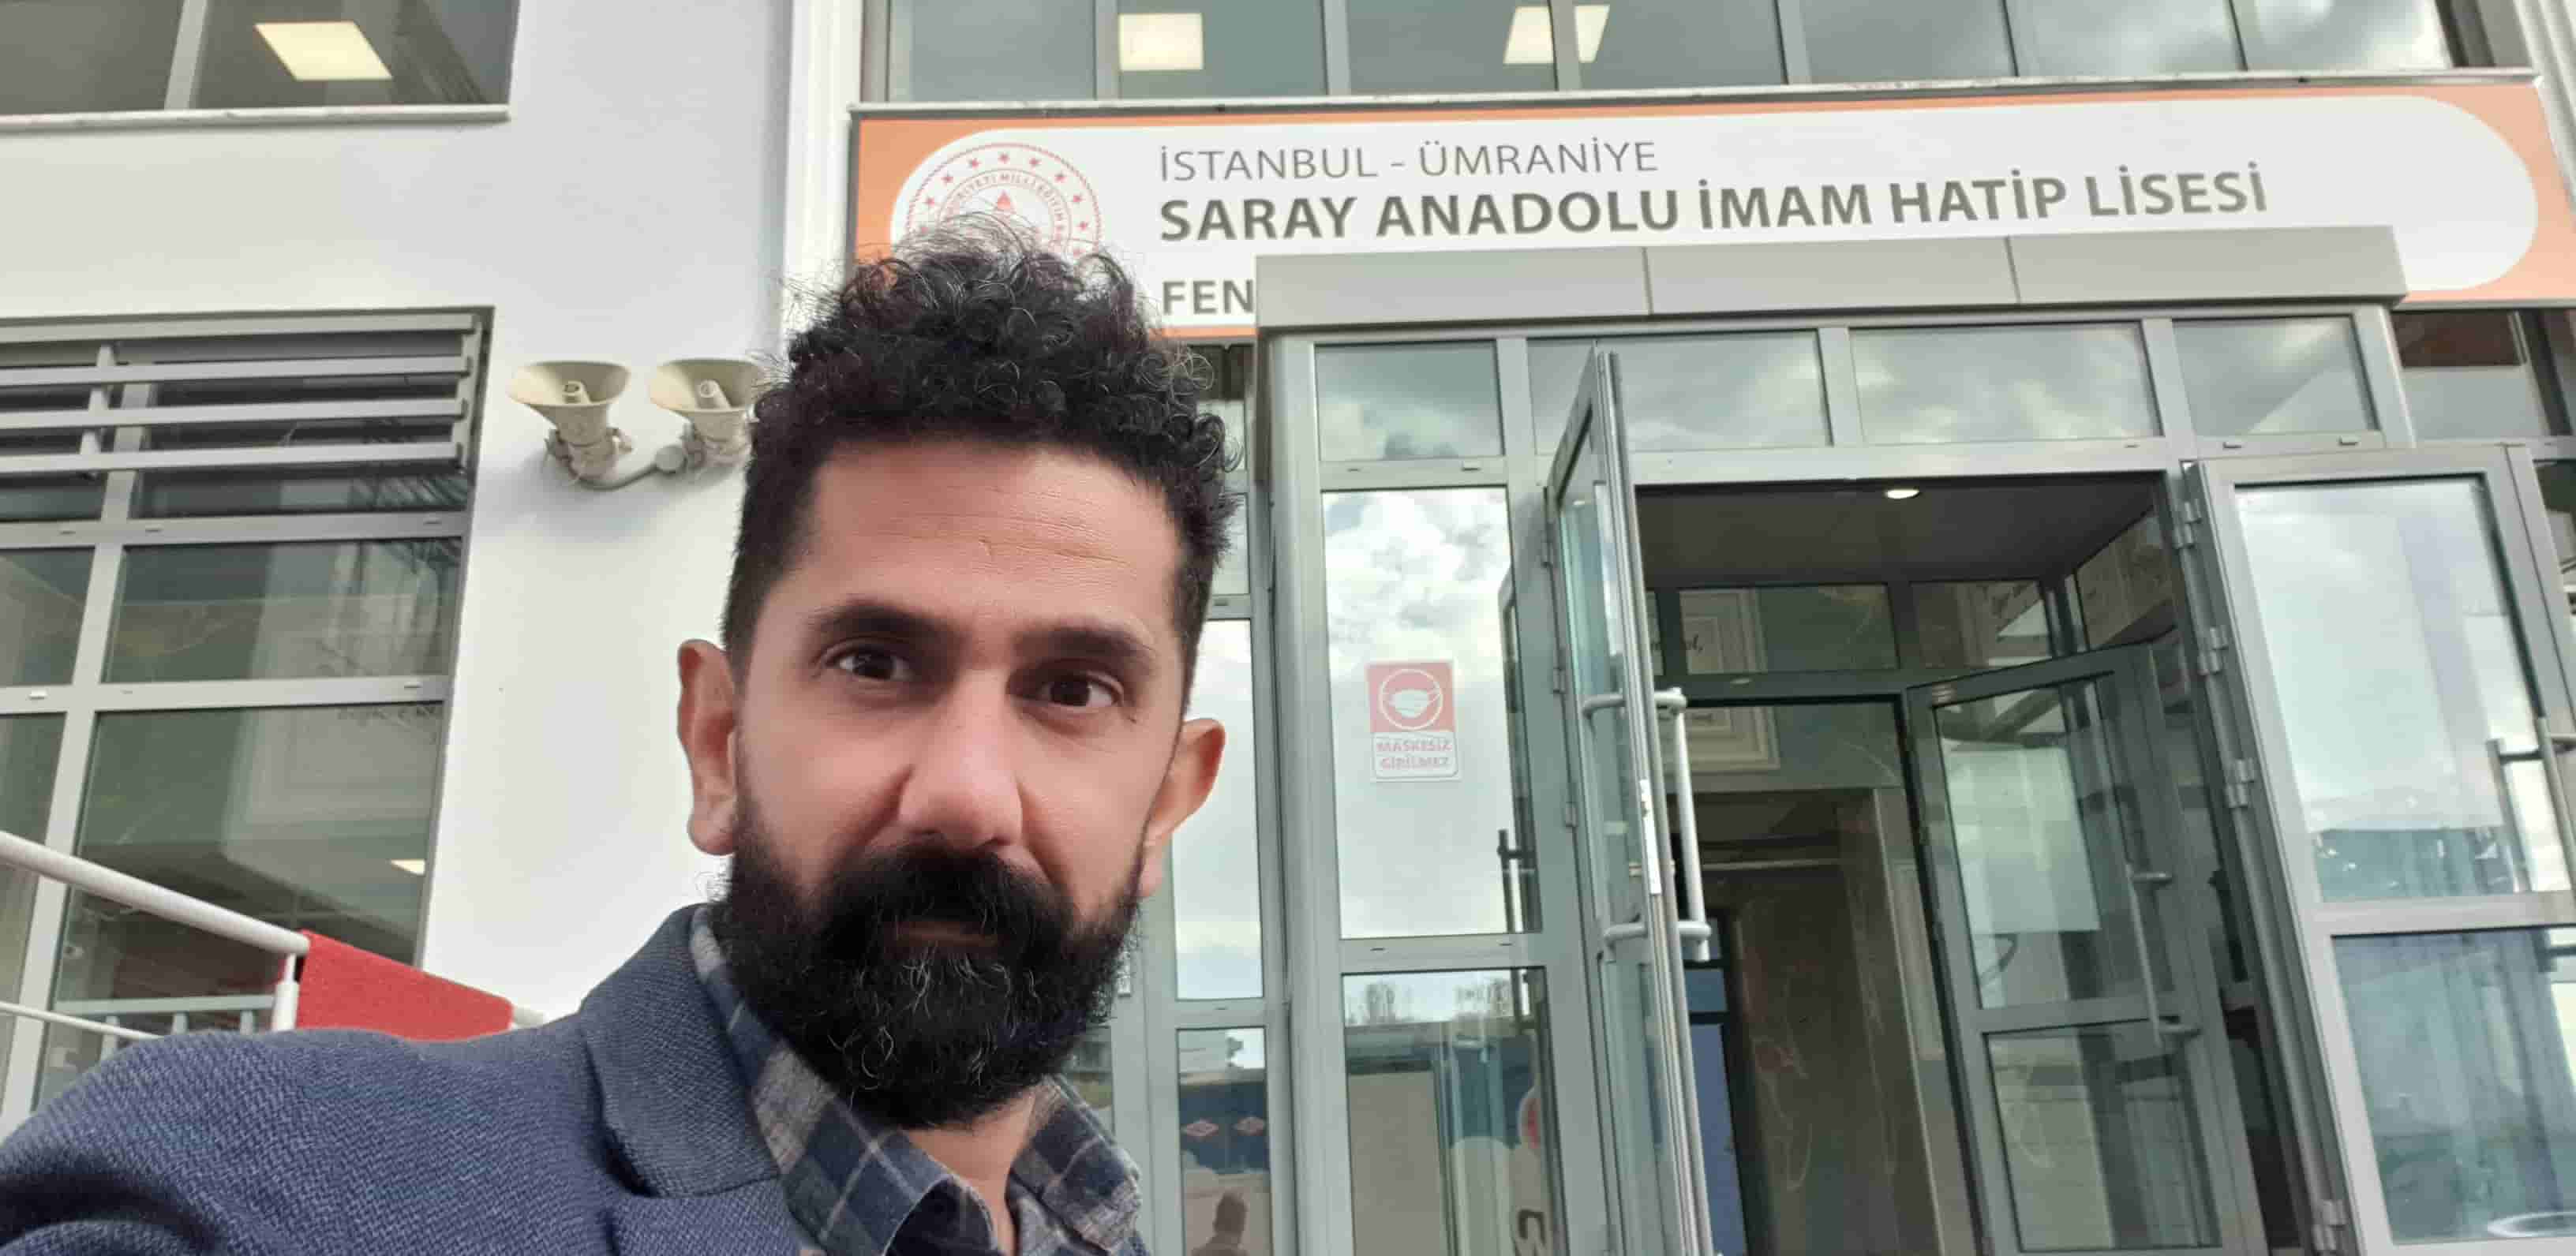 İSTANBUL - ÜMRANİYE
SARAY ANADOLU İMAM HATİP LİSESİ
FEN
MASKESİZ
GİRİLMEZ